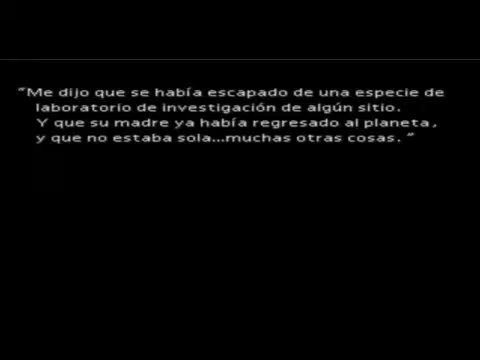 “Me dijo que se había escapado de una especie de
laboratorio de investigación de algún sitio.
Y que su madre ya había regresado al planeta,
y que no estaba sola...muchas otras cosas. ”